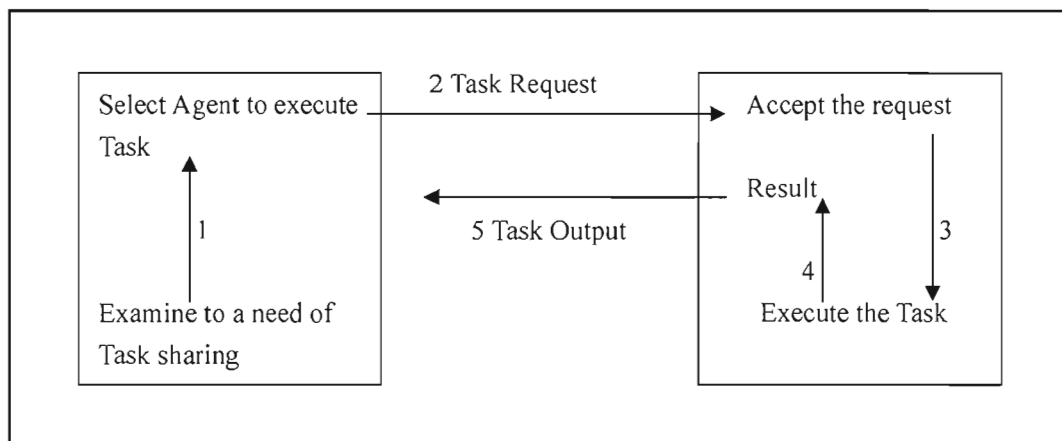 2 Task Request
Select Agent to execute
Task
Accept the request
Result
1
3
5 Task Output
4
Examine to a need of
Task sharing
Execute the Task